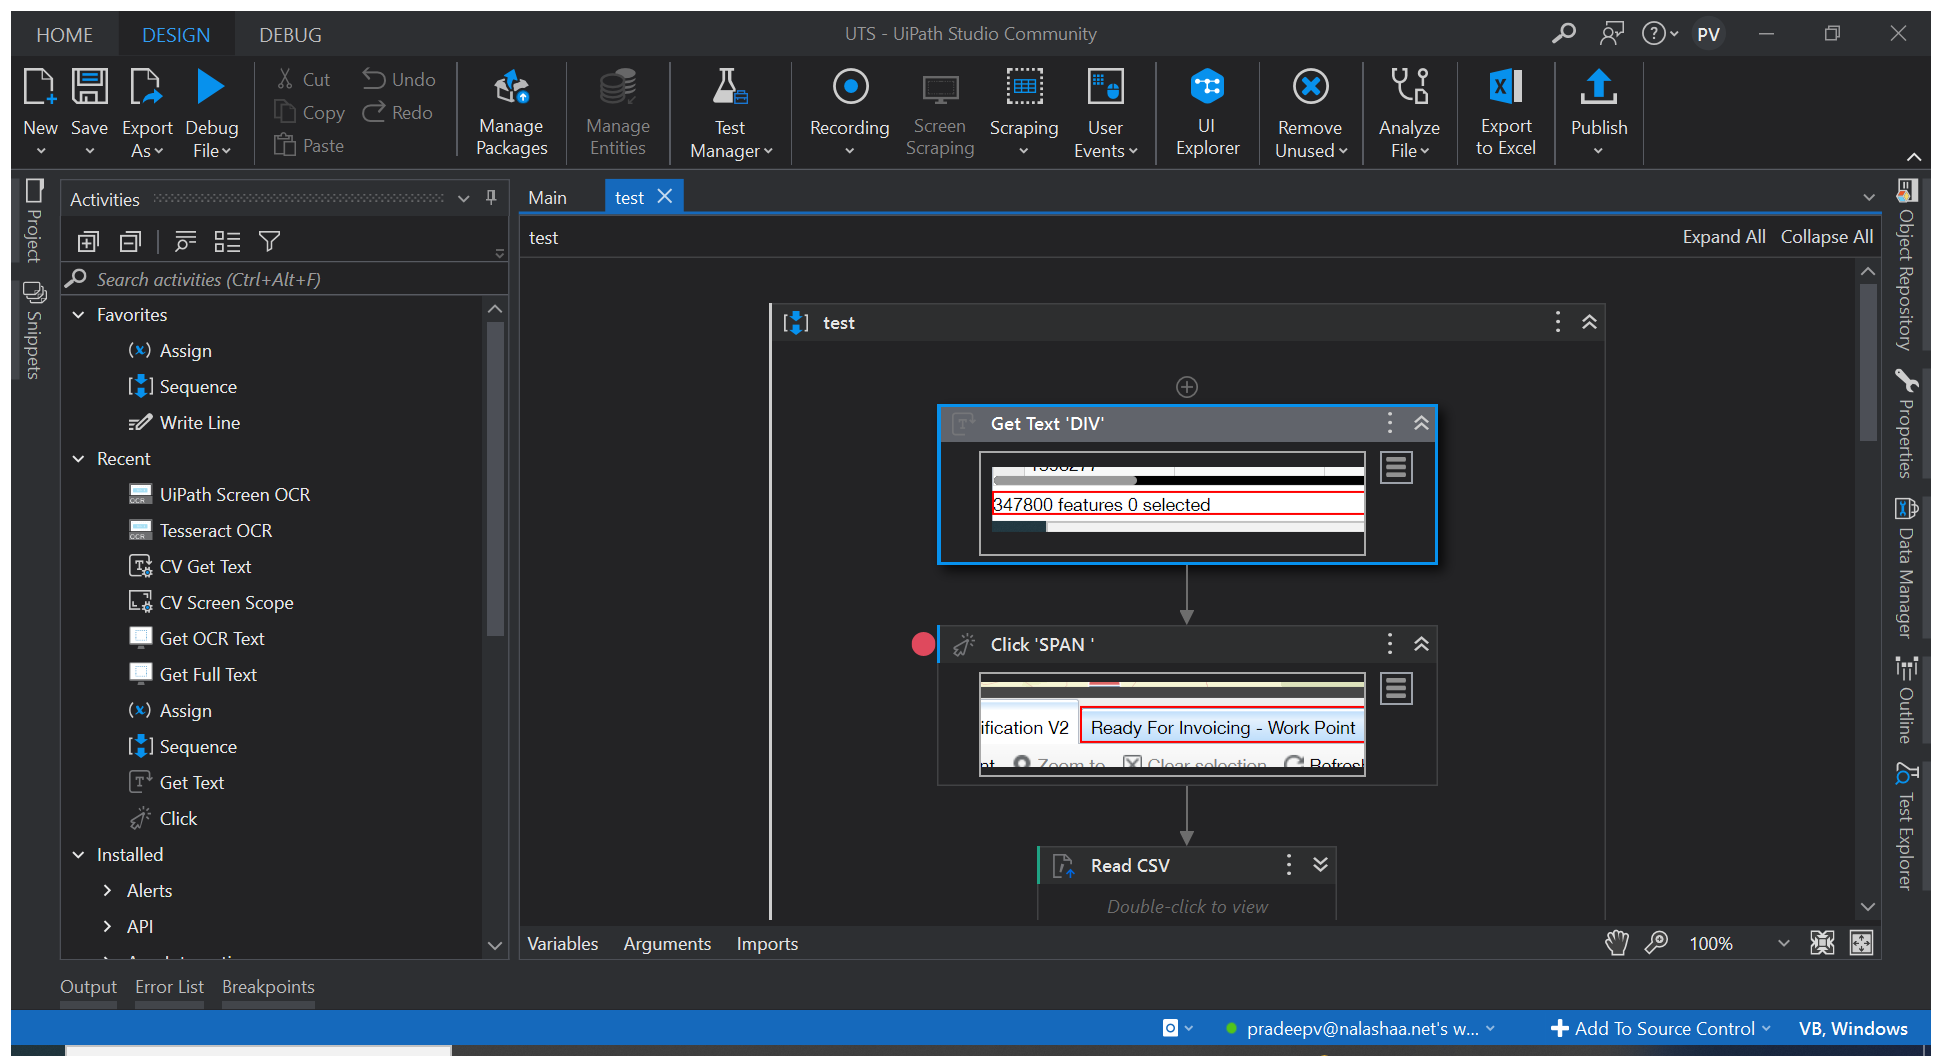 HOME DESIGN DEBUG UTS - UiPath Studio Community PV
New Save Export As Debug File
Cut Copy Paste Undo Redo
Manage Packages
Manage Entities
Test Manager
Recording
Screen Scraping
Scraping
User Events
UI Explorer
Remove Unused
Analyze File
Export to Excel
Publish
Project
Snippets
Activities
Search activities (Ctrl+Alt+F)
Favorites
Assign
Sequence
Write Line
Recent
UiPath Screen OCR
Tesseract OCR
CV Get Text
CV Screen Scope
Get OCR Text
Get Full Text
Assign
Sequence
Get Text
Click
Installed
Alerts
API
Main test
test Expand All Collapse All
test
Get Text 'DIV'
347800 features 0 selected
Click 'SPAN '
ification V2 Ready For Invoicing - Work Point
Zoom to Clear selection Refres
Read CSV
Double-click to view
Variables Arguments Imports 100%
Object Repository
Properties
Data Manager
Outline
Test Explorer
Output Error List Breakpoints
pradeepv@nalashaa.net's w... Add To Source Control VB, Windows